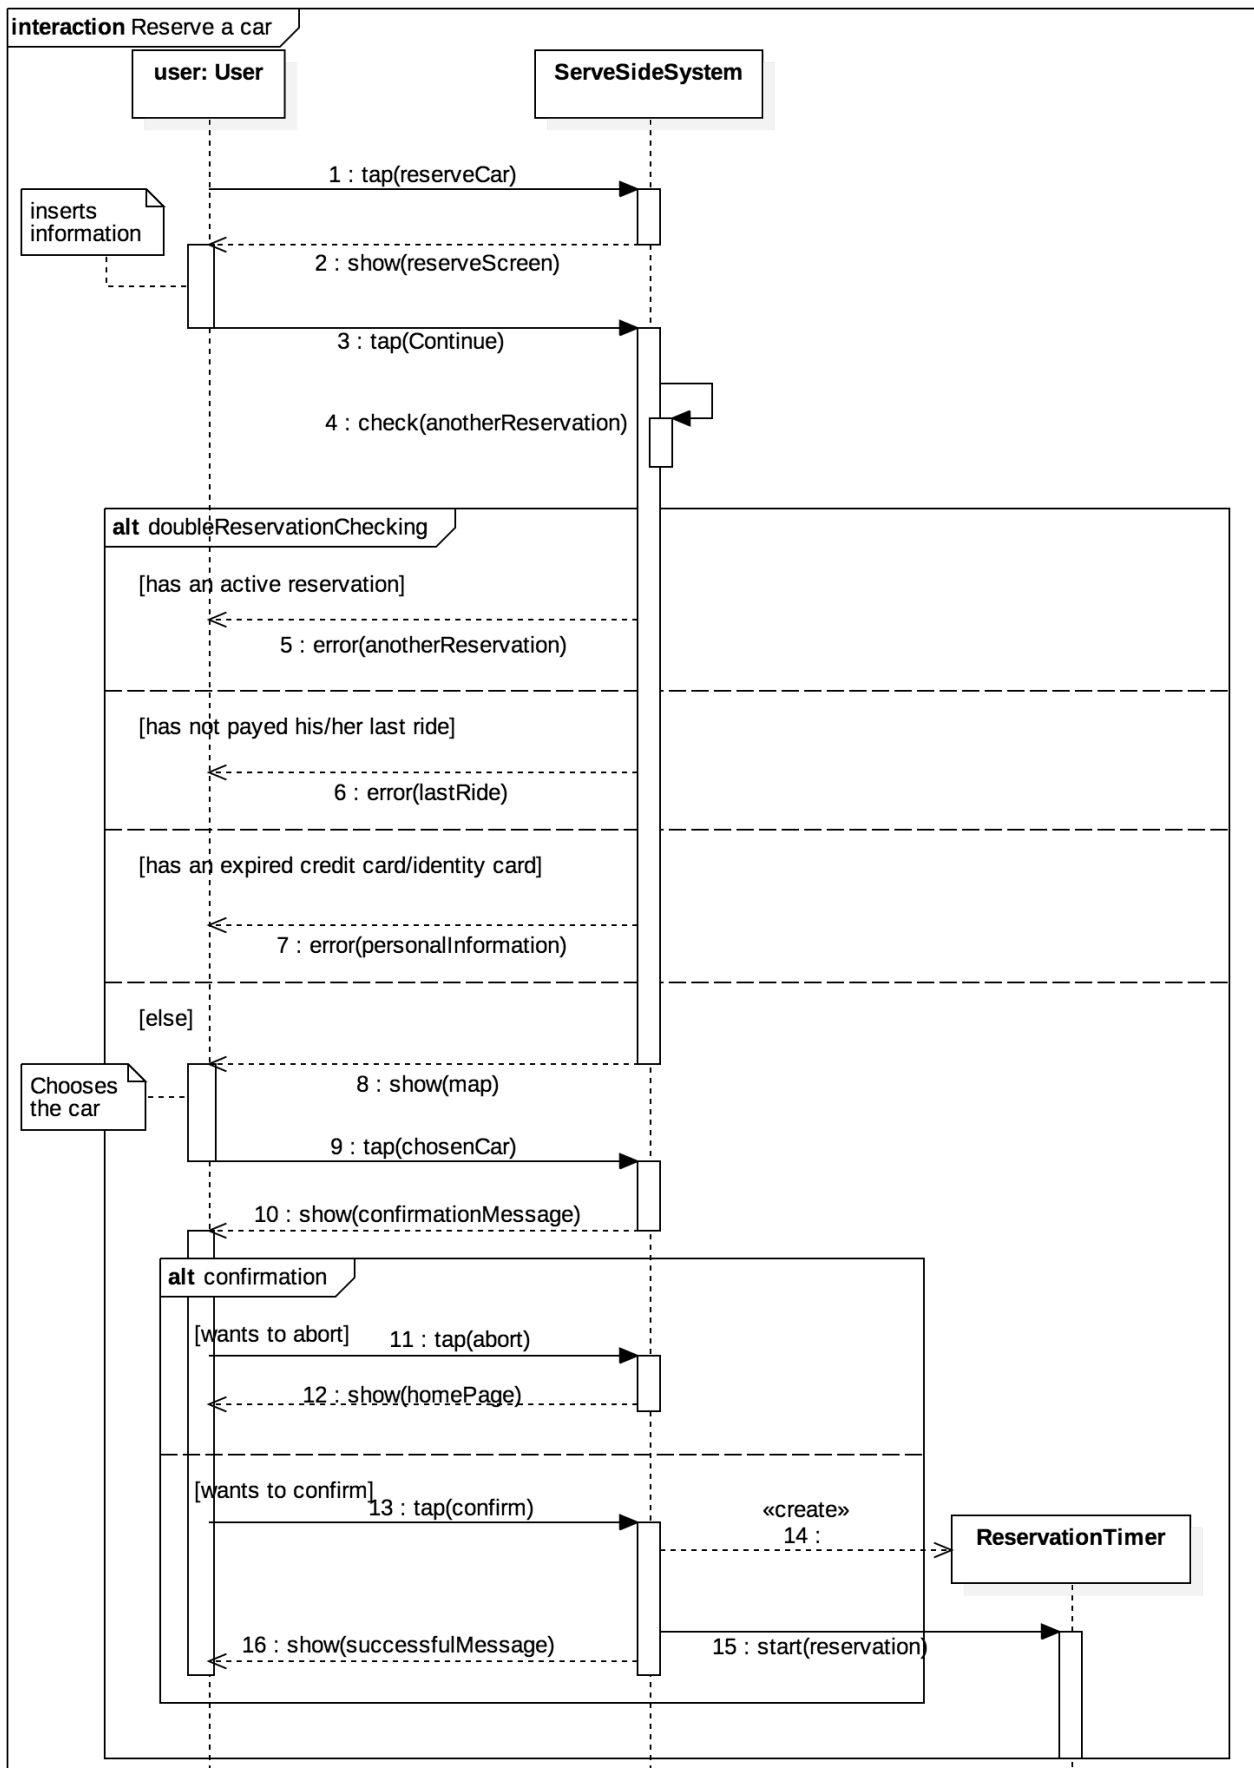 interaction Reserve a car
user: User
ServeSideSystem
1 : tap(reserveCar)
inserts
information
2 : show(reserveScreen)
3 : tap(Continue)
4 : check(anotherReservation)
alt doubleReservationChecking
[has an active reservation]
5 : error(anotherReservation)
[has not payed his/her last ride]
6 : error(lastRide)
[has an expired credit card/identity card]
7 : error(personalInformation)
[else]
Chooses
the car
8 : show(map)
9 : tap(chosenCar)
10 : show(confirmationMessage)
alt confirmation
[wants to abort]
11 : tap(abort)
12 : show(homePage)
[wants to confirm]
13 : tap(confirm)
«create»
14 :
ReservationTimer
16 : show(successfulMessage)
15 : start(reservation)